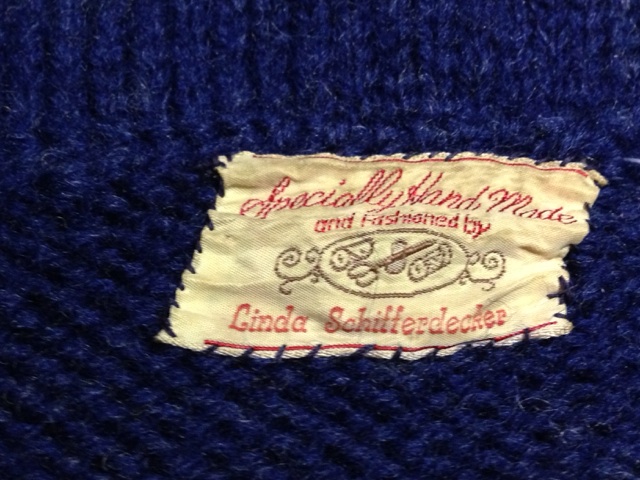 Specially Hand Made
and Fashioned by
Linda Schifferdecker